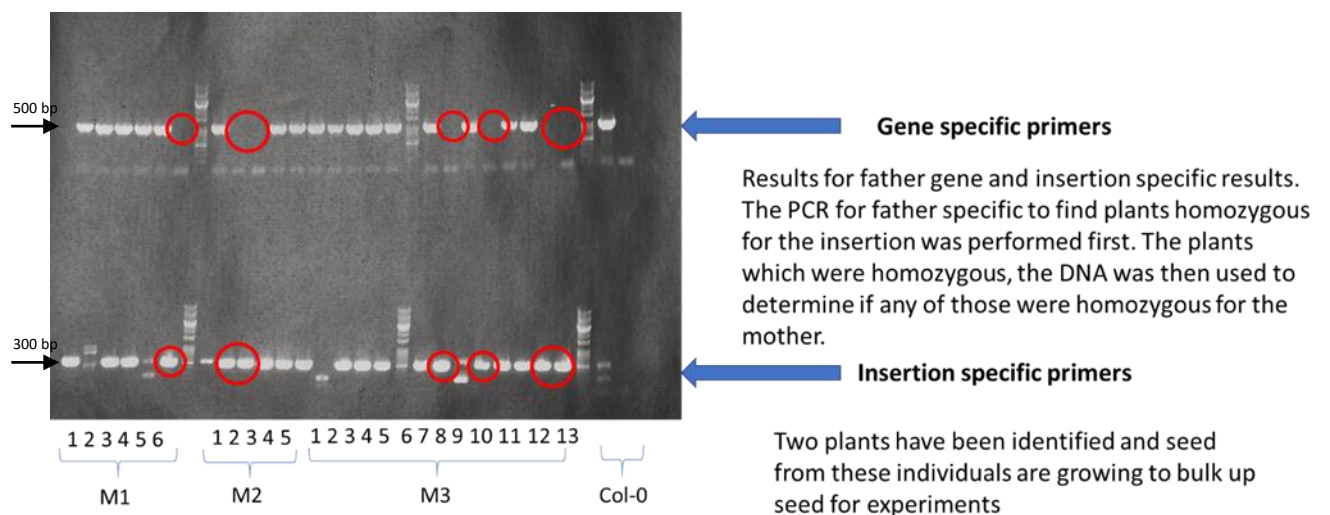 500 bp
Gene specific primers
Results for father gene and insertion specific results.
The PCR for father specific to find plants homozygous
for the insertion was performed first. The plants
which were homozygous, the DNA was then used to
determine if any of those were homozygous for the
mother.
300 bp
Insertion specific primers
1 2 3 4 5 6 1 2 3 4 5 1 2 3 4 5 6 7 8 9 10 11 12 13
M1 M2 M3 Col-0
Two plants have been identified and seed
from these individuals are growing to bulk up
seed for experiments